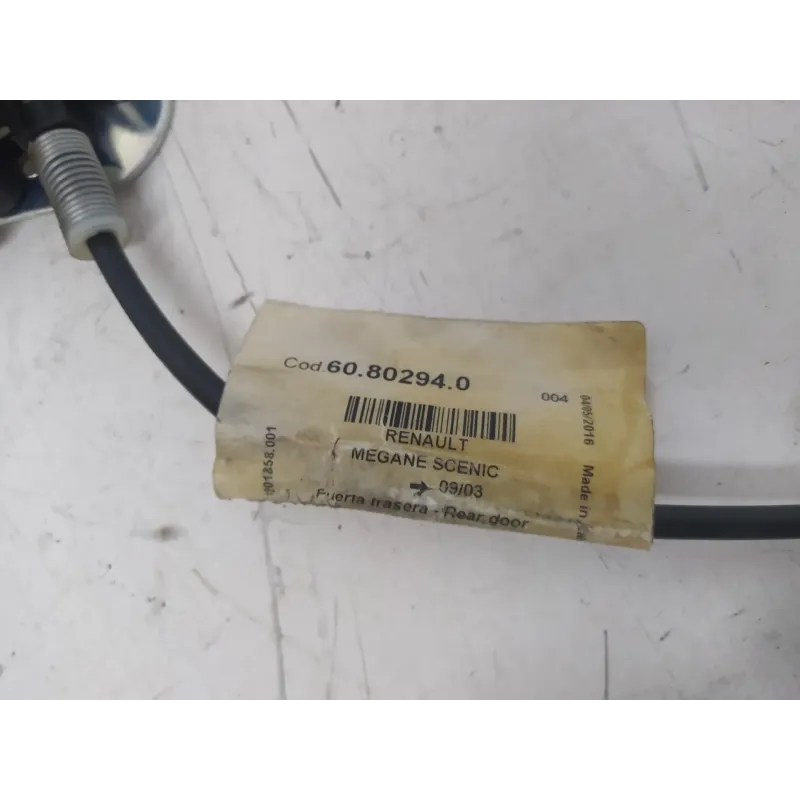 Cod.60.80294.0
004
RENAULT
MEGANE SCENIC
→ 09/03
Puerta trasera - Rear door
001858.001
04/05/2016 Made in